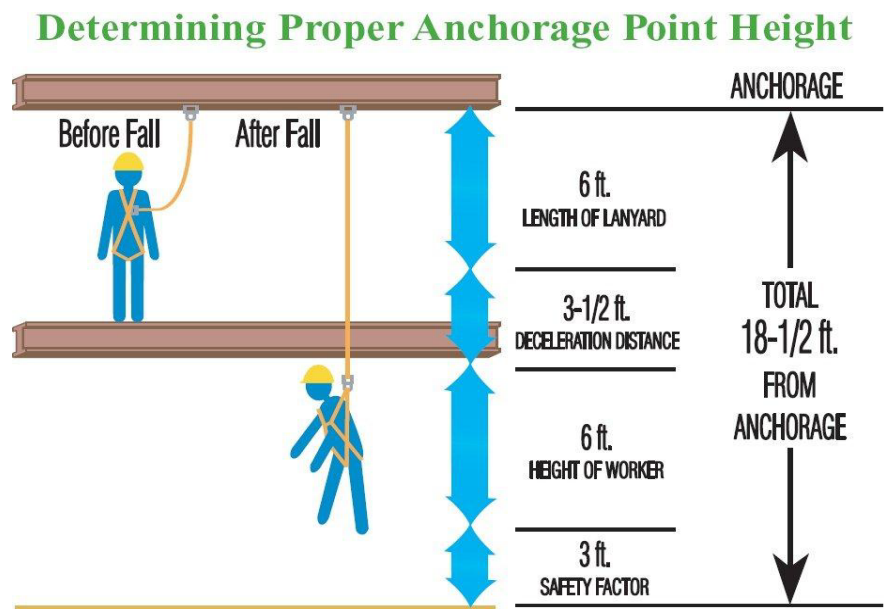 Determining Proper Anchorage Point Height
ANCHORAGE
Before Fall
After Fall
6 ft.
LENGTH OF LANYARD
3-1/2 ft.
DECELERATION DISTANCE
TOTAL
18-1/2 ft.
FROM
ANCHORAGE
6 ft.
HEIGHT OF WORKER
3 ft.
SAFETY FACTOR